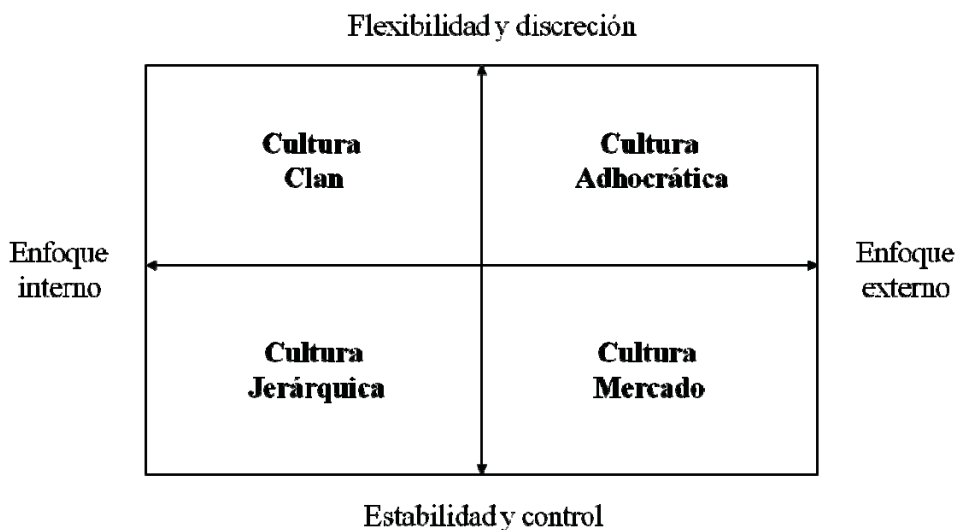 Flexibilidad y discreción
Cultura
Clan
Cultura
Adhocrática
Enfoque
interno
Enfoque
externo
Cultura
Jerárquica
Cultura
Mercado
Estabilidad y control